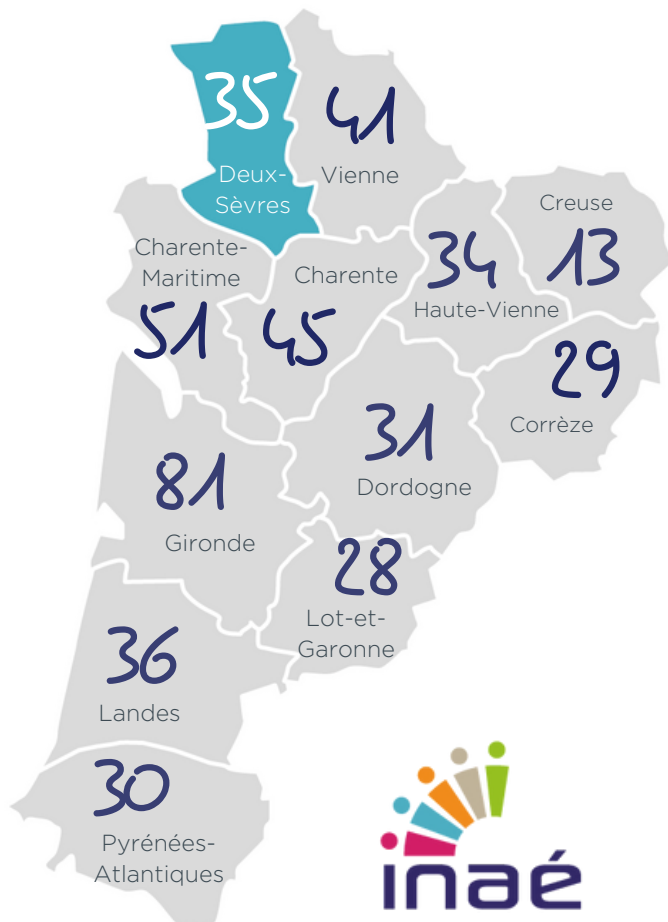 35
Deux-
Sèvres
41
Vienne
Creuse
13
Charente-
Maritime
51
Charente
45
34
Haute-Vienne
29
Corrèze
31
Dordogne
81
Gironde
28
Lot-et-
Garonne
36
Landes
30
Pyrénées-
Atlantiques
inaé